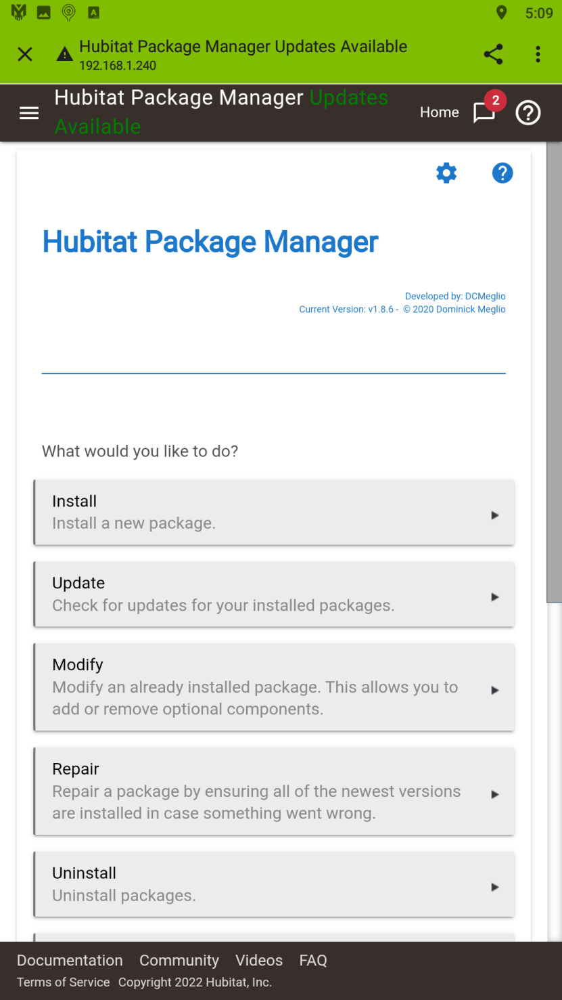 5:09
Hubitat Package Manager Updates Available
192.168.1.240
Hubitat Package Manager Updates
Available
Home
2
Hubitat Package Manager
Developed by: DCMeglio
Current Version: v1.8.6 - © 2020 Dominick Meglio
What would you like to do?
Install
Install a new package.
Update
Check for updates for your installed packages.
Modify
Modify an already installed package. This allows you to
add or remove optional components.
Repair
Repair a package by ensuring all of the newest versions
are installed in case something went wrong.
Uninstall
Uninstall packages.
Documentation Community Videos FAQ
Terms of Service Copyright 2022 Hubitat, Inc.